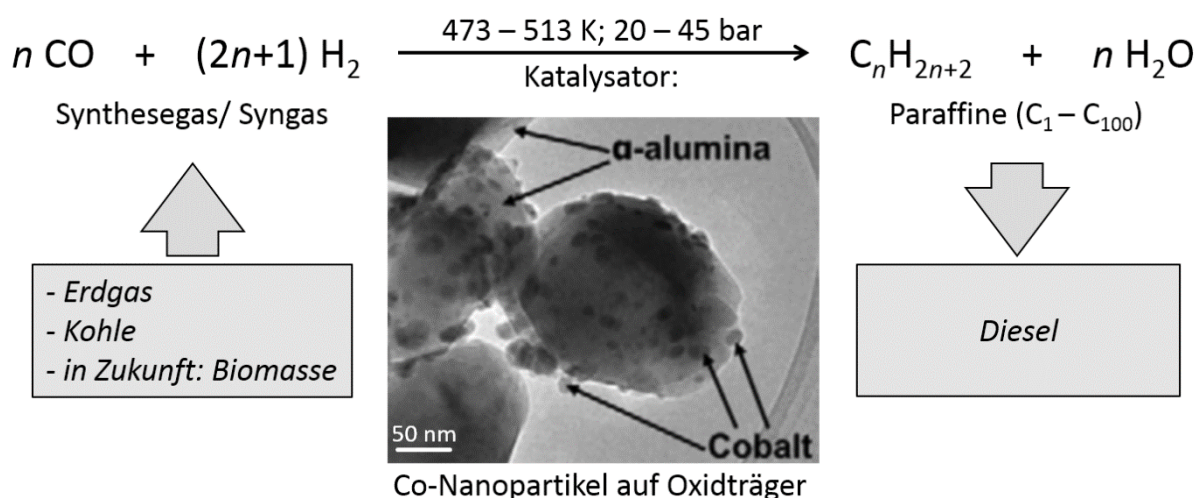 n CO + (2n+1) H₂
473 – 513 K; 20 – 45 bar
Katalysator:
CₙH₂ₙ₊₂ + n H₂O
Synthesegas/ Syngas
Paraffine (C₁ – C₁₀₀)
α-alumina
- Erdgas
- Kohle
- in Zukunft: Biomasse
Diesel
Cobalt
50 nm
Co-Nanopartikel auf Oxidträger